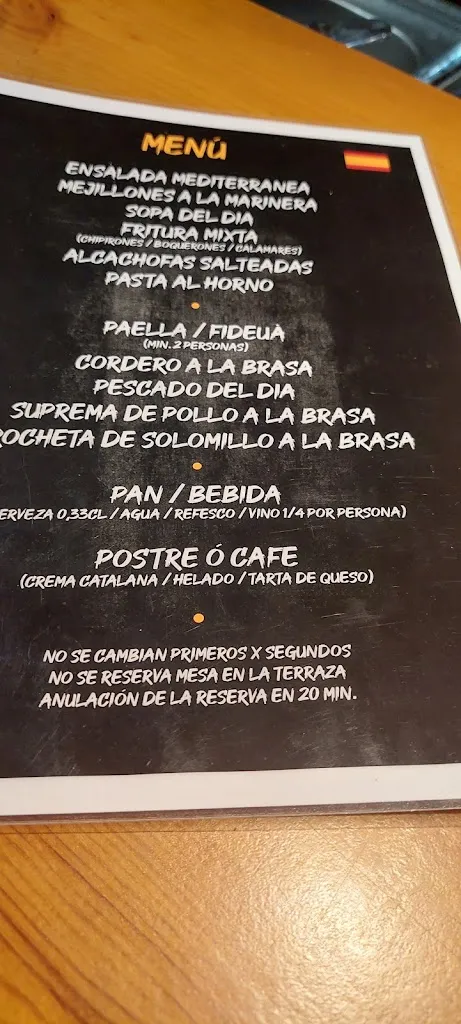 MENÚ
ENSALADA MEDITERRANEA
MEJILLONES A LA MARINERA
SOPA DEL DIA
FRITURA MIXTA
(CHIPIRONES / BOQUERONES / CALAMARES)
ALCACHOFAS SALTEADAS
PASTA AL HORNO
PAELLA / FIDEUA
(MIN. 2 PERSONAS)
CORDERO A LA BRASA
PESCADO DEL DIA
SUPREMA DE POLLO A LA BRASA
ROCHETA DE SOLOMILLO A LA BRASA
PAN / BEBIDA
ERVEZA 0,33CL / AGUA / REFESCO / VINO 1/4 POR PERSONA)
POSTRE Ó CAFE
(CREMA CATALANA / HELADO / TARTA DE QUESO)
NO SE CAMBIAN PRIMEROS X SEGUNDOS
NO SE RESERVA MESA EN LA TERRAZA
ANULACIÓN DE LA RESERVA EN 20 MIN.